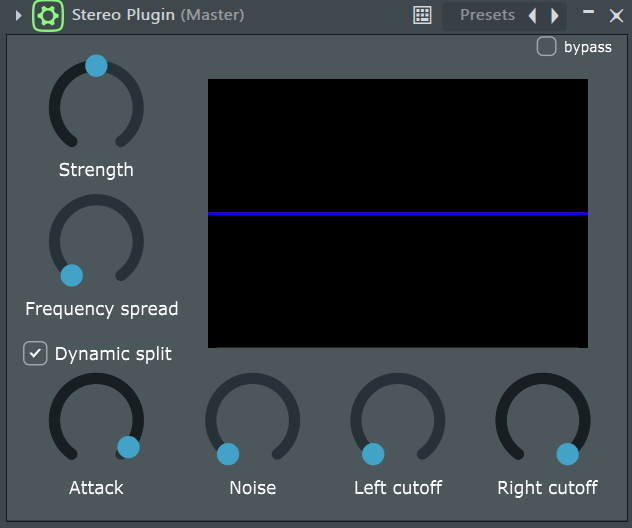 Stereo Plugin (Master)
Presets
bypass
Strength
Frequency spread
Dynamic split
Attack
Noise
Left cutoff
Right cutoff